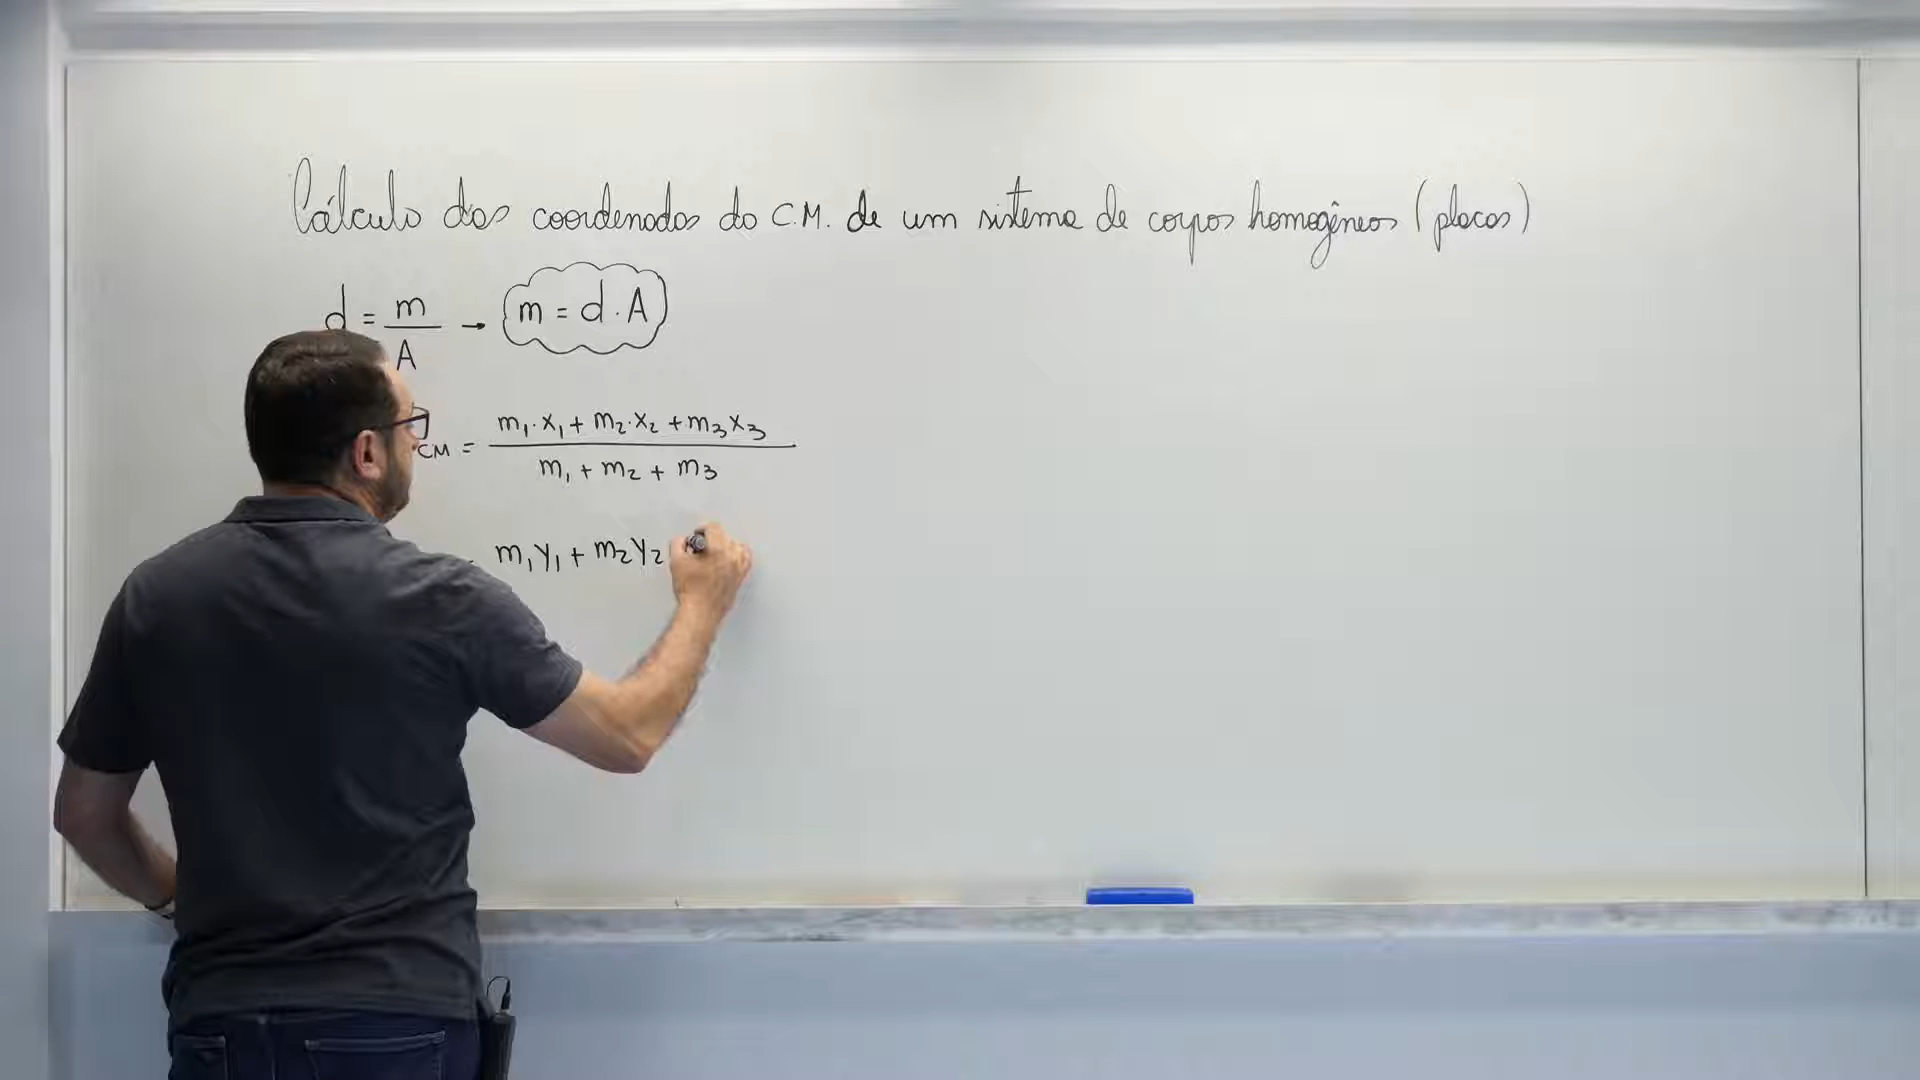 Cálculo das coordenadas do C.M. de um sistema de corpos homogêneos (placas)
d = m / A → m = d . A
CM = m₁·x₁ + m₂·x₂ + m₃x₃ / m₁ + m₂ + m₃
m₁y₁ + m₂y₂